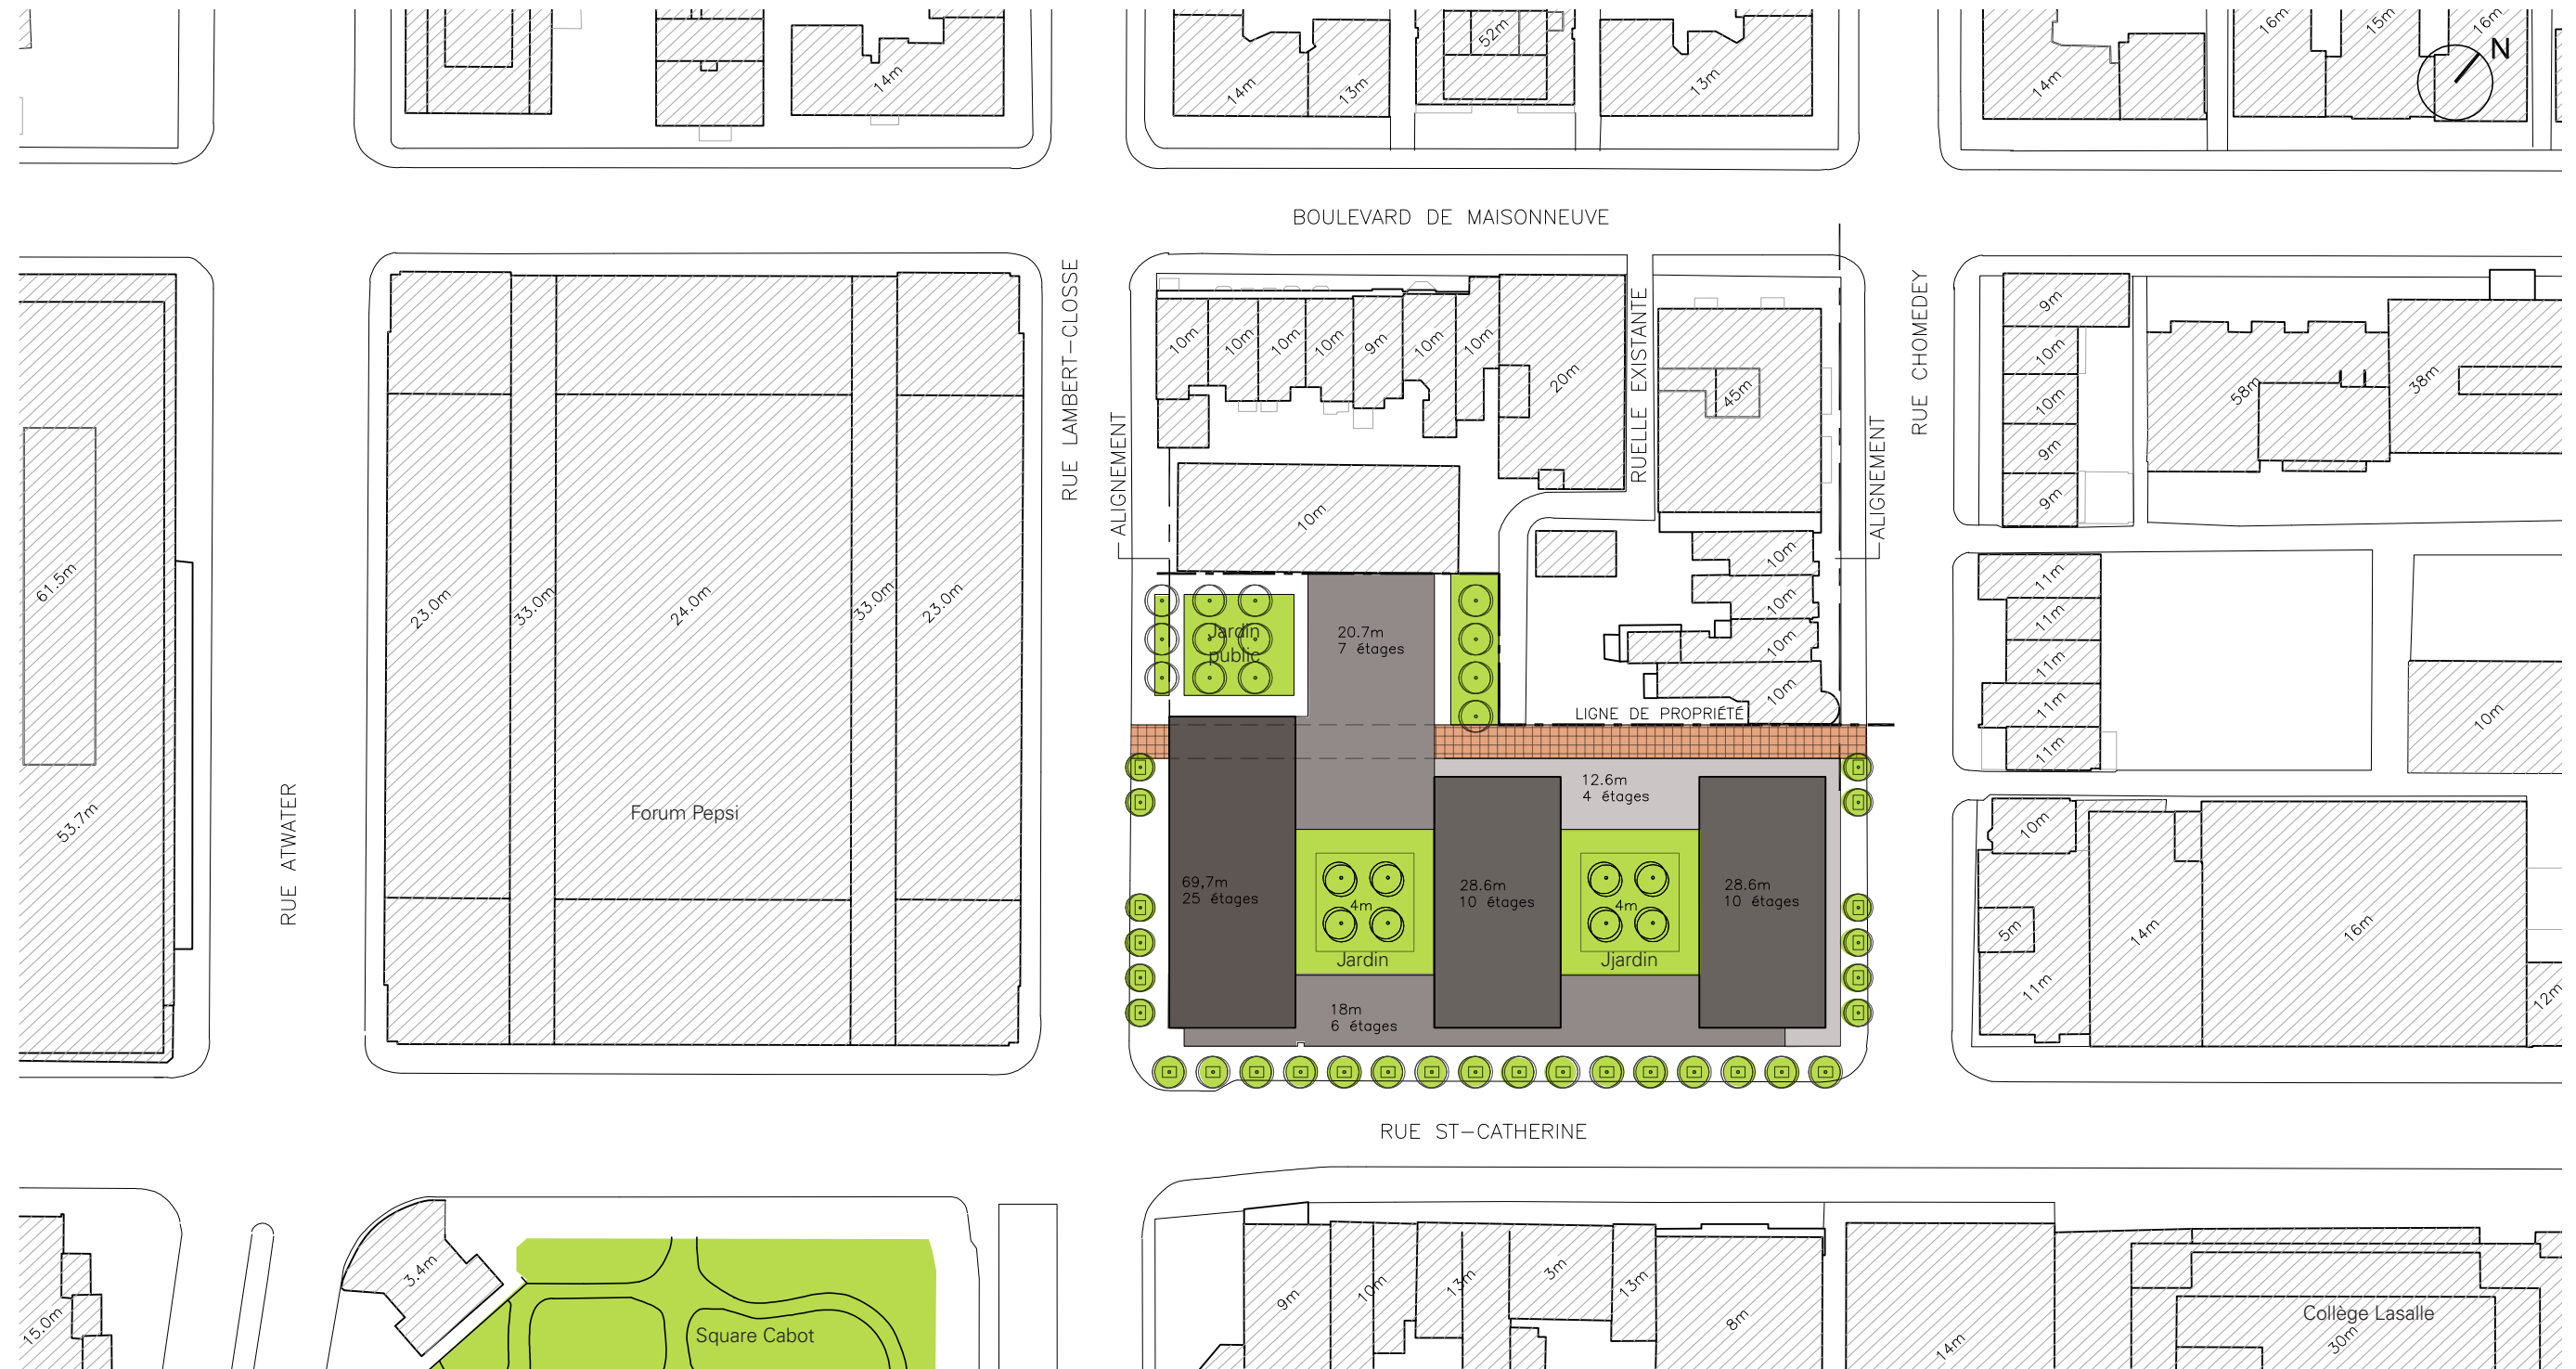 52m
16m
15m
16m
N
14m
14m
13m
13m
14m
BOULEVARD DE MAISONNEUVE
RUE LAMBERT-CLOSSE
RUELLE EXISTANTE
RUE CHOMEDEY
10m
10m
10m
10m
9m
10m
10m
20m
45m
9m
10m
10m
9m
9m
58m
38m
ALIGNEMENT
ALIGNEMENT
10m
61.5m
23.0m
33.0m
24.0m
33.0m
23.0m
10m
10m
10m
10m
11m
11m
11m
11m
11m
10m
Jardin
public
20.7m
7 étages
LIGNE DE PROPRIÉTÉ
53.7m
RUE ATWATER
Forum Pepsi
12.6m
4 étages
69,7m
25 étages
4m
Jardin
28.6m
10 étages
4m
Jjardin
28.6m
10 étages
18m
6 étages
10m
5m
11m
14m
16m
12m
RUE ST-CATHERINE
15.0m
3.4m
Square Cabot
9m
10m
13m
3m
13m
8m
14m
Collège Lasalle
30m